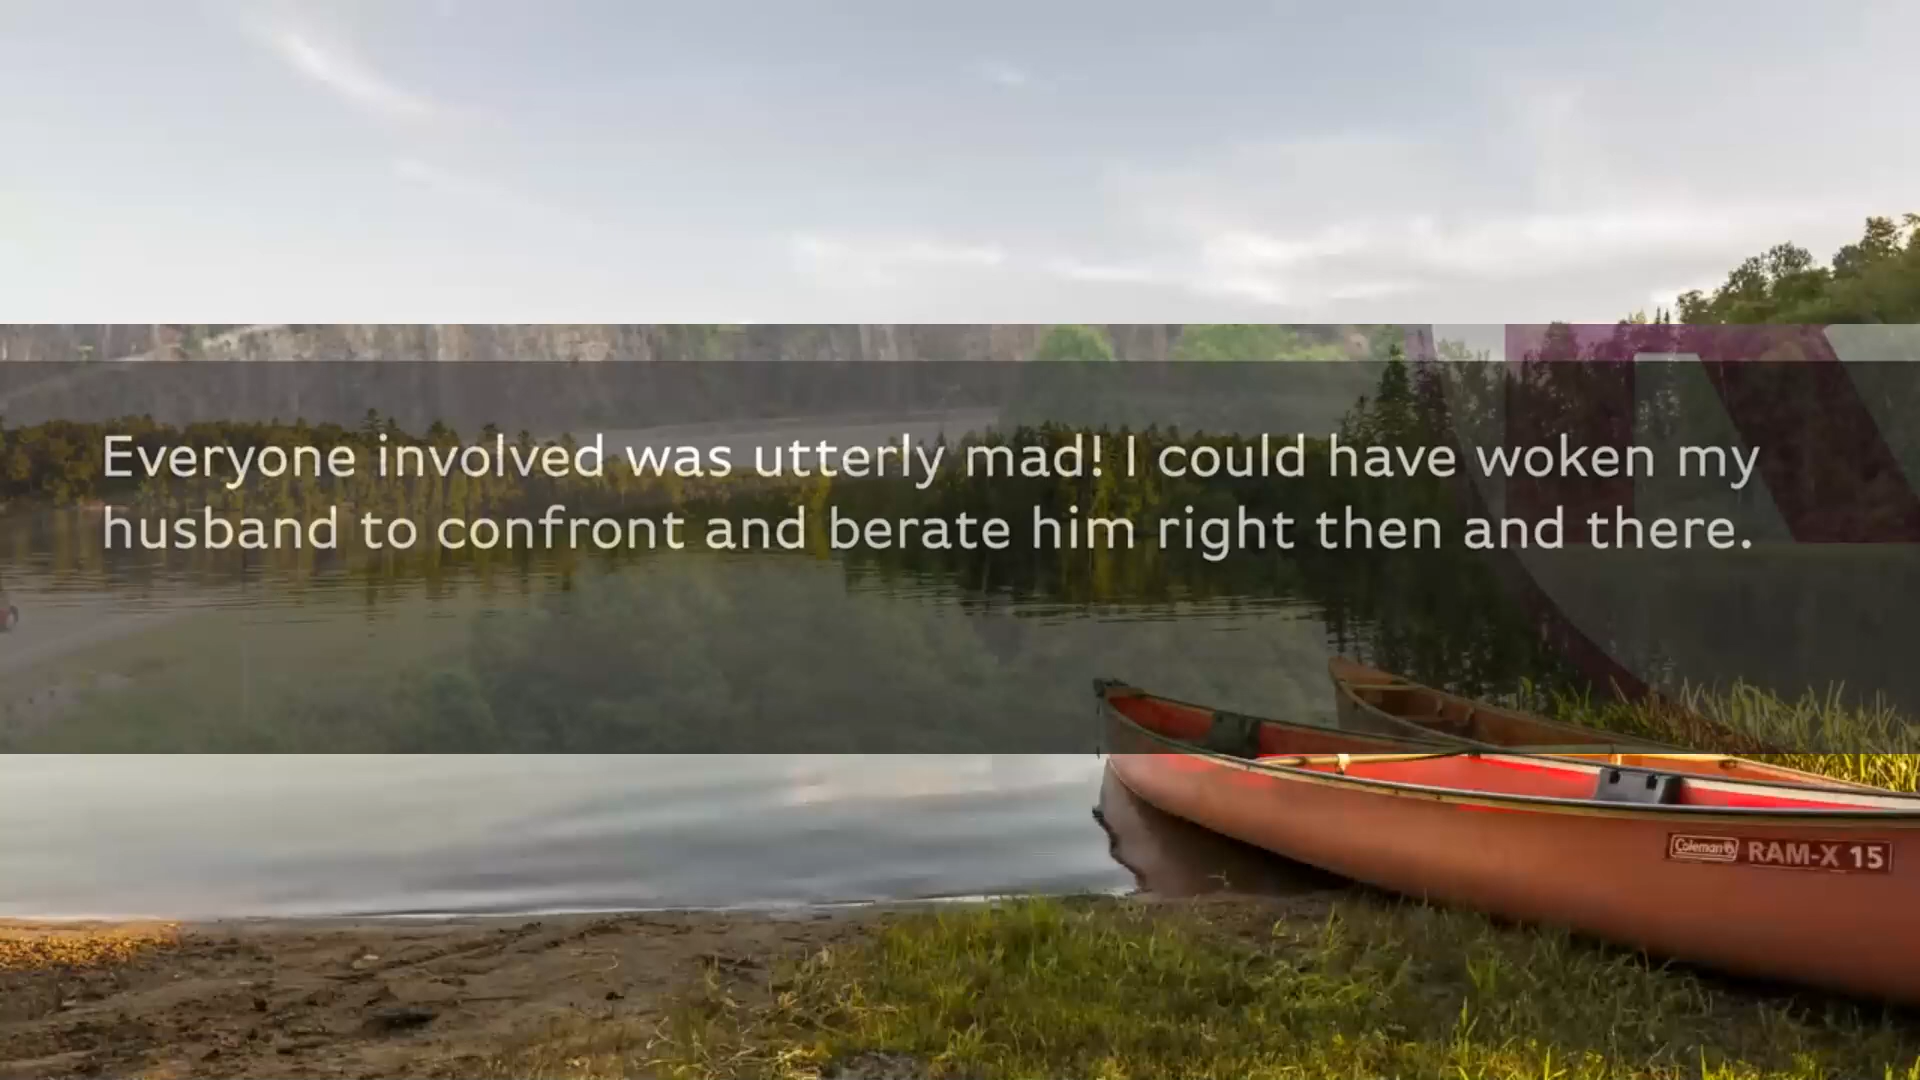 Everyone involved was utterly mad! I could have woken my
husband to confront and berate him right then and there.
Coleman RAM-X 15